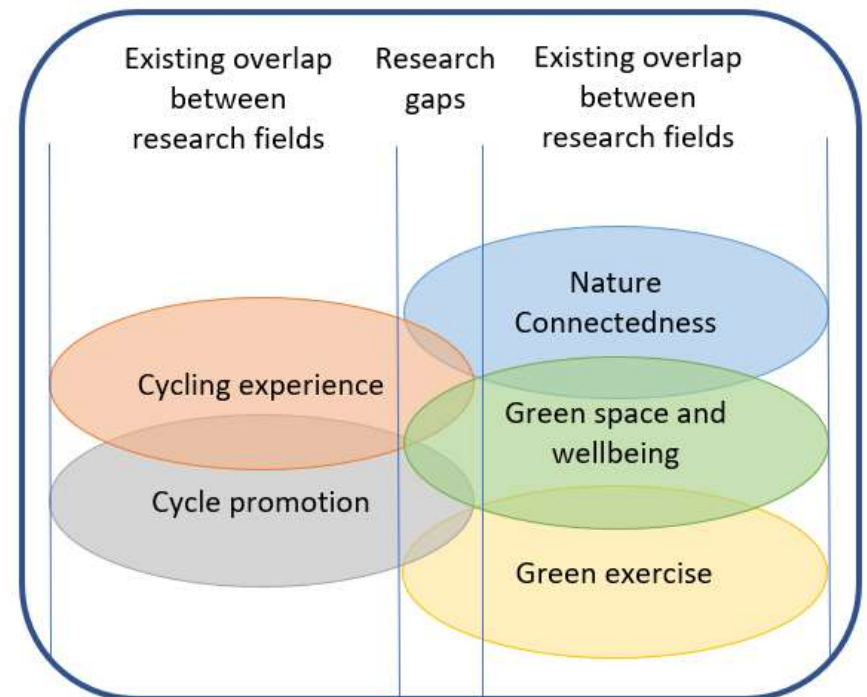 Existing overlap
between
research fields
Research
gaps
Existing overlap
between
research fields
Nature
Connectedness
Cycling experience
Green space and
wellbeing
Cycle promotion
Green exercise